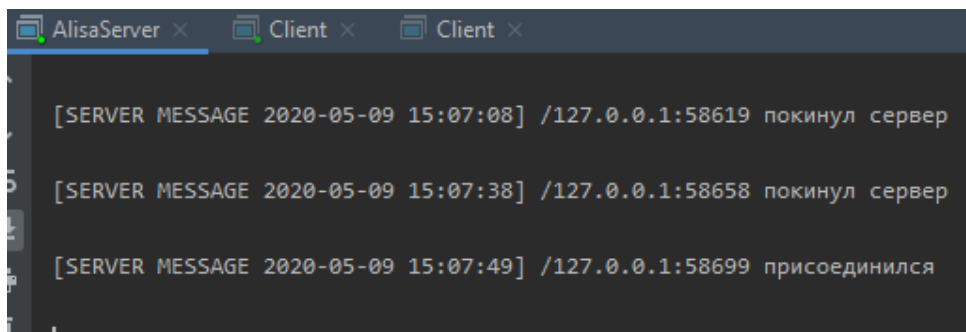 AlisaServer Client Client
[SERVER MESSAGE 2020-05-09 15:07:08] /127.0.0.1:58619 покинул сервер
[SERVER MESSAGE 2020-05-09 15:07:38] /127.0.0.1:58658 покинул сервер
[SERVER MESSAGE 2020-05-09 15:07:49] /127.0.0.1:58699 присоединился